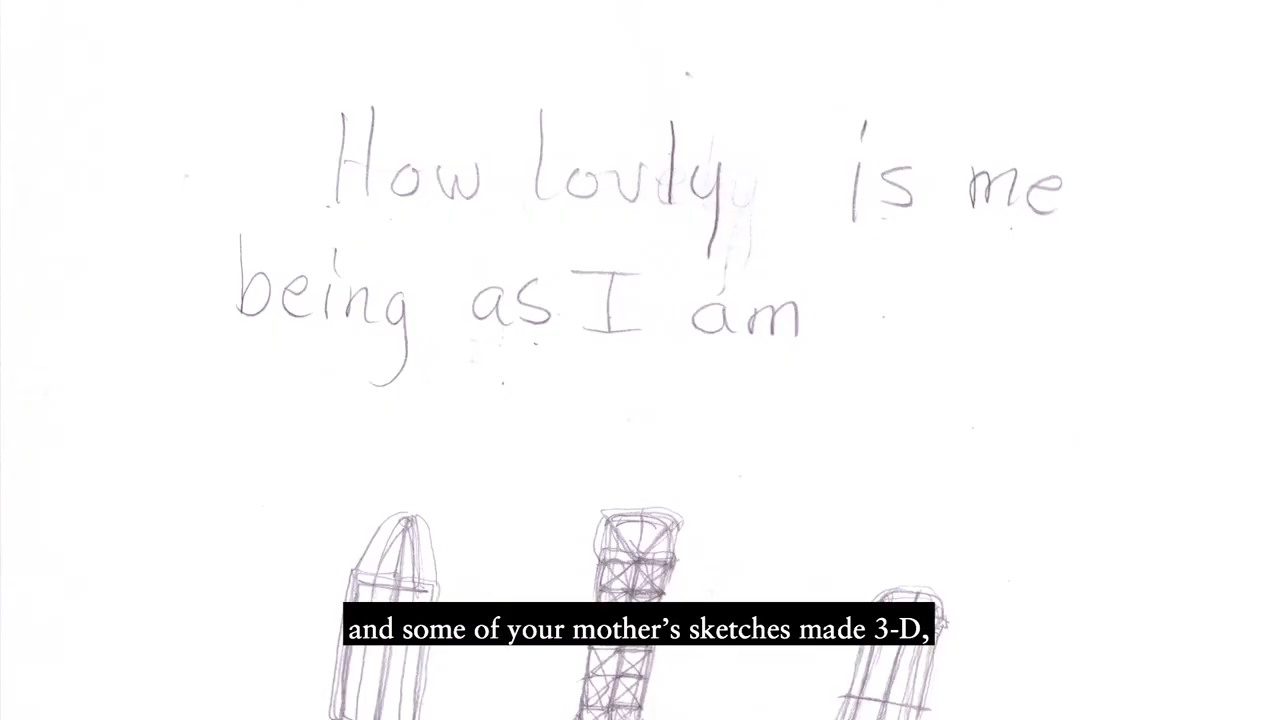 How lovly is me
being as I am
and some of your mother's sketches made 3-D,